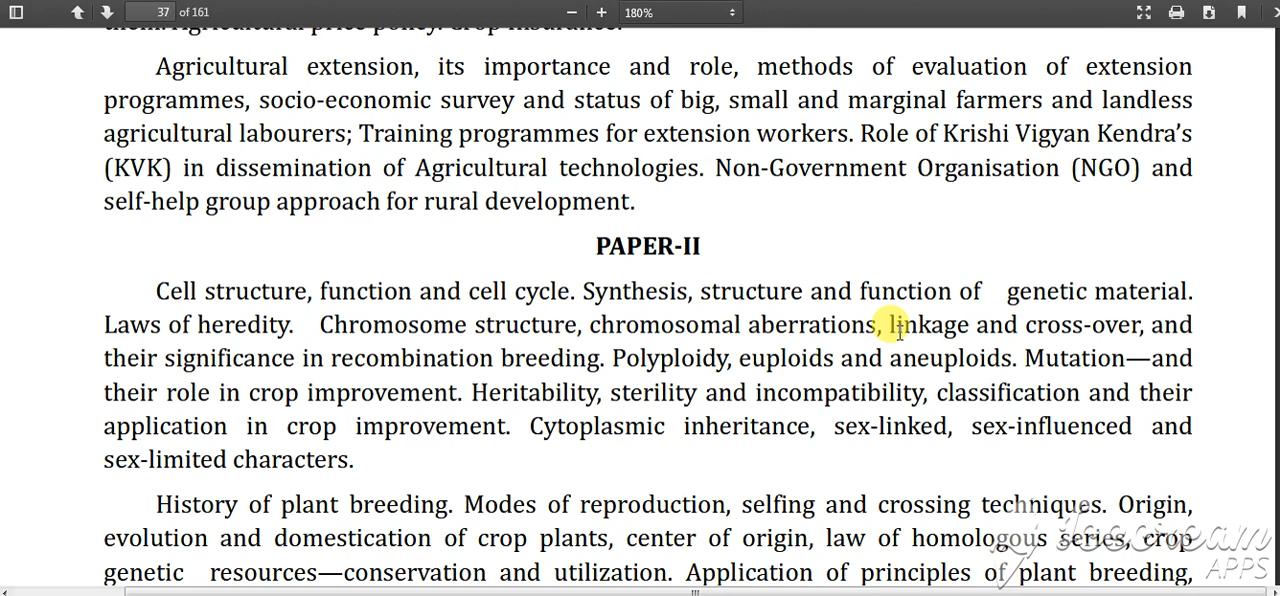 37 of 161
180%
them. Agricultural price policy. Crop insurance.
Agricultural extension, its importance and role, methods of evaluation of extension
programmes, socio-economic survey and status of big, small and marginal farmers and landless
agricultural labourers; Training programmes for extension workers. Role of Krishi Vigyan Kendra’s
(KVK) in dissemination of Agricultural technologies. Non-Government Organisation (NGO) and
self-help group approach for rural development.
PAPER-II
Cell structure, function and cell cycle. Synthesis, structure and function of genetic material.
Laws of heredity. Chromosome structure, chromosomal aberrations, linkage and cross-over, and
their significance in recombination breeding. Polyploidy, euploids and aneuploids. Mutation—and
their role in crop improvement. Heritability, sterility and incompatibility, classification and their
application in crop improvement. Cytoplasmic inheritance, sex-linked, sex-influenced and
sex-limited characters.
History of plant breeding. Modes of reproduction, selfing and crossing techniques. Origin,
evolution and domestication of crop plants, center of origin, law of homologous series, crop
genetic resources—conservation and utilization. Application of principles of plant breeding,
Icecream
APPS